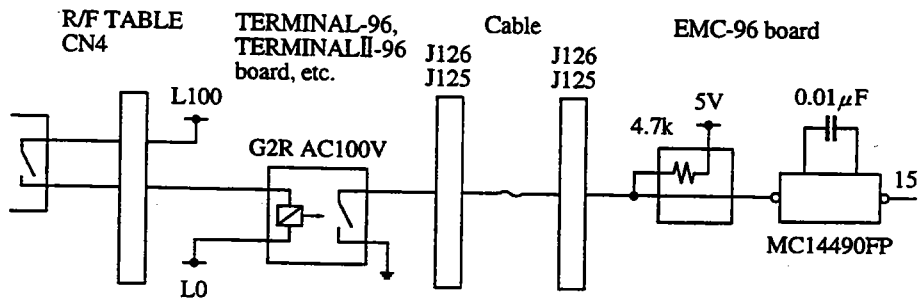 R/F TABLE
CN4
TERMINAL-96,
TERMINALⅡ-96
board, etc.
Cable
EMC-96 board
J126
J125
J126
J125
L100
5V
0.01μF
4.7k
G2R AC100V
15
MC14490FP
L0